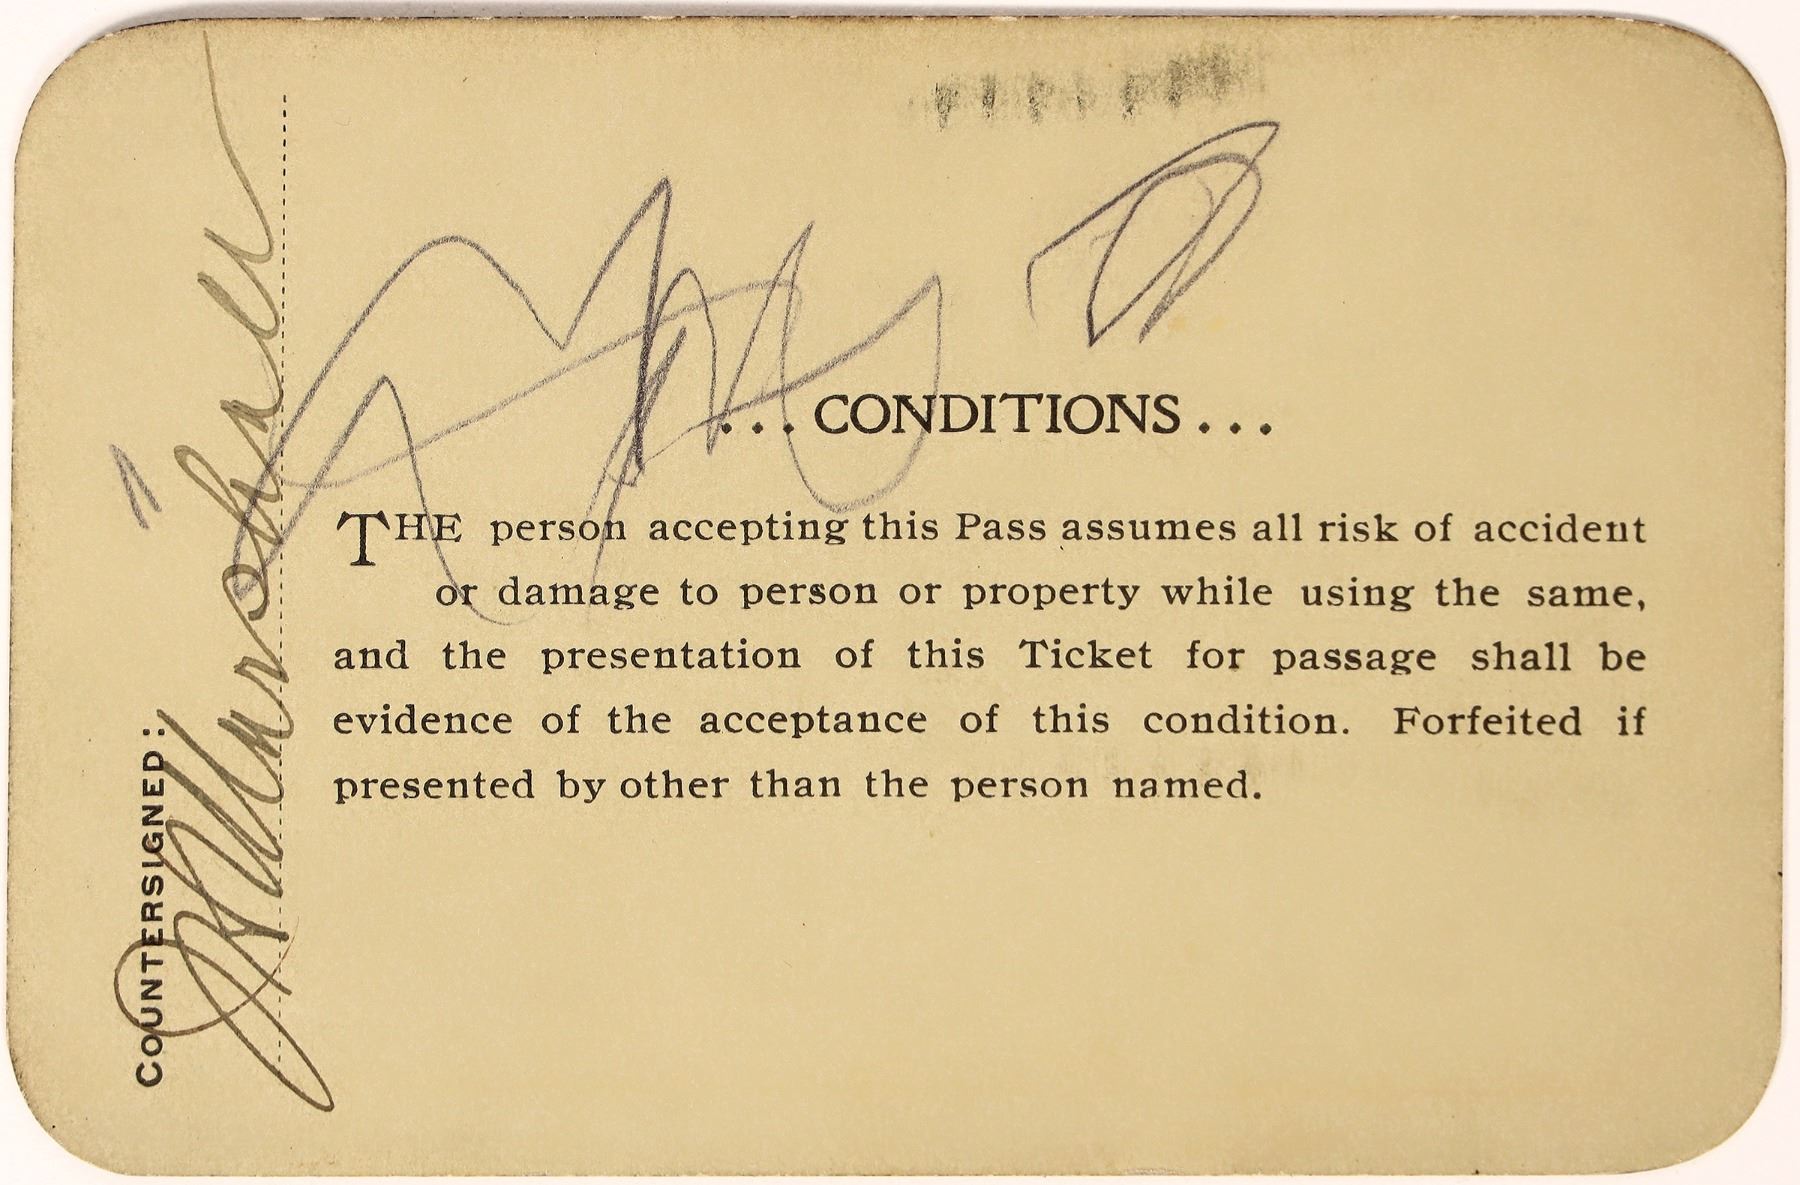 ...CONDITIONS...
THE person accepting this Pass assumes all risk of accident
or damage to person or property while using the same,
and the presentation of this Ticket for passage shall be
evidence of the acceptance of this condition. Forfeited if
presented by other than the person named.
COUNTERSIGNED: